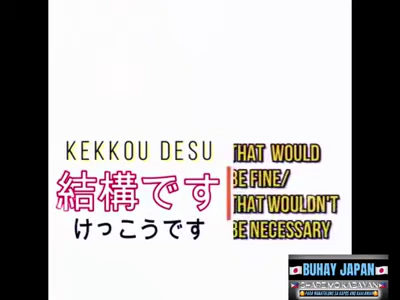 KEKKOU DESU
結構です
けっこうです
THAT WOULD
BE FINE/
THAT WOULDN'T
BE NECESSARY
BUHAY JAPAN